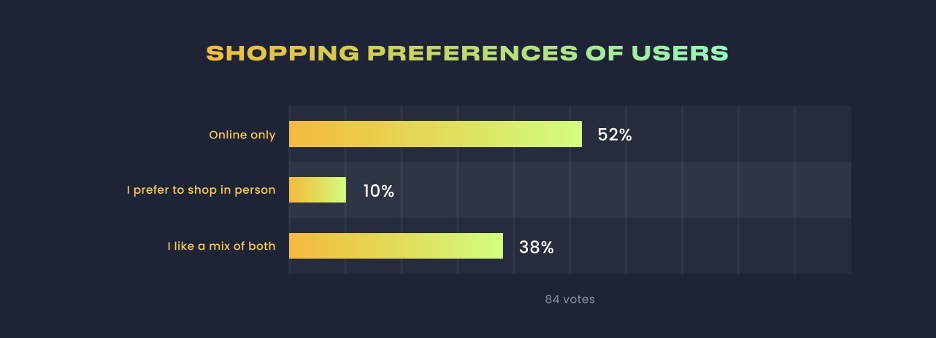 SHOPPING PREFERENCES OF USERS
Online only 52%
I prefer to shop in person 10%
I like a mix of both 38%
84 votes